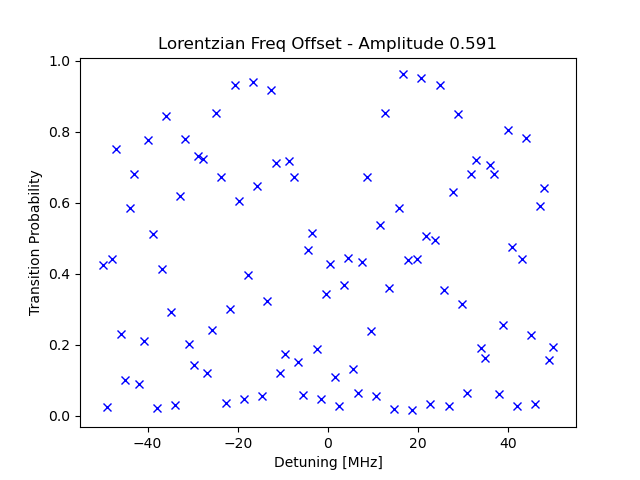 Lorentzian Freq Offset - Amplitude 0.591
1.0
0.8
0.6
0.4
0.2
0.0
Transition Probability
−40 −20 0 20 40
Detuning [MHz]